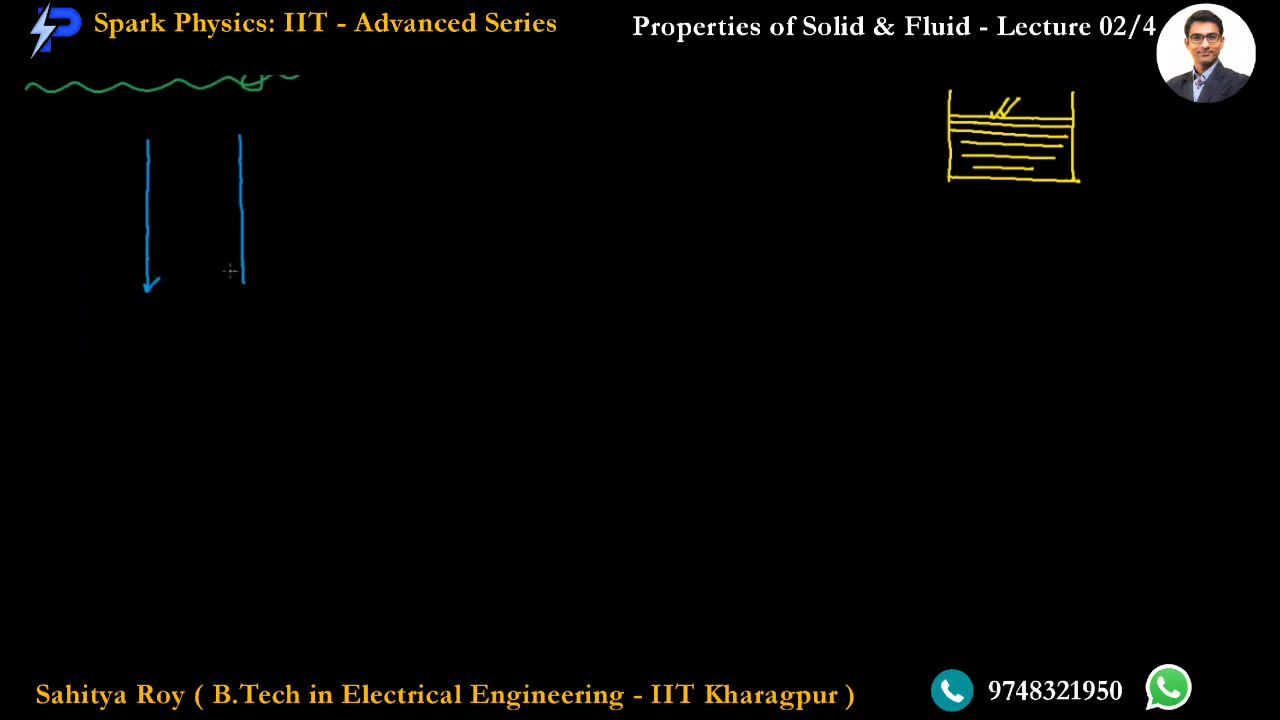 Spark Physics: IIT - Advanced Series
Properties of Solid & Fluid - Lecture 02/4
Sahitya Roy ( B.Tech in Electrical Engineering - IIT Kharagpur )
9748321950